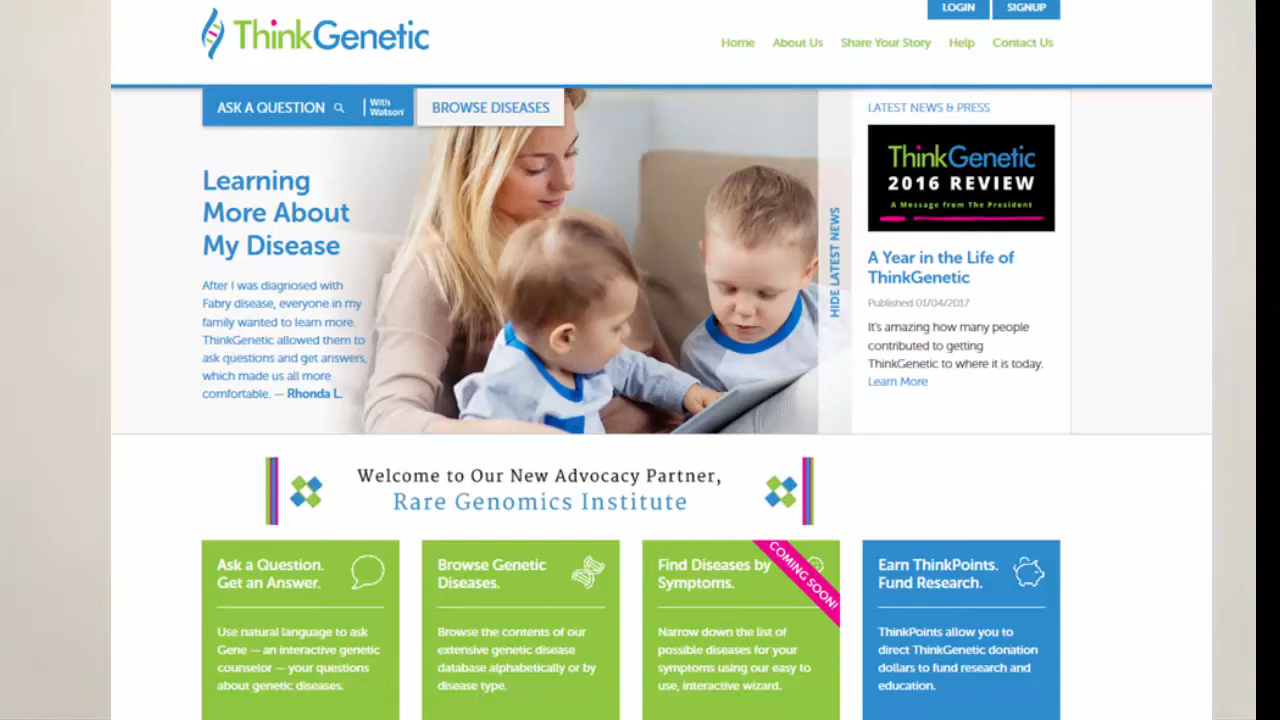 LOGIN
SIGNUP
ThinkGenetic
Home
About Us
Share Your Story
Help
Contact Us
ASK A QUESTION
With
Watson
BROWSE DISEASES
Learning
More About
My Disease
After I was diagnosed with
Fabry disease, everyone in my
family wanted to learn more.
ThinkGenetic allowed them to
ask questions and get answers,
which made us all more
comfortable. — Rhonda L.
HIDE LATEST NEWS
LATEST NEWS & PRESS
ThinkGenetic
2016 REVIEW
A Message from The President
A Year in the Life of
ThinkGenetic
Published 01/04/2017
It's amazing how many people
contributed to getting
ThinkGenetic to where it is today.
Learn More
Welcome to Our New Advocacy Partner,
Rare Genomics Institute
Ask a Question.
Get an Answer.
Use natural language to ask
Gene — an interactive genetic
counselor — your questions
about genetic diseases.
Browse Genetic
Diseases.
Browse the contents of our
extensive genetic disease
database alphabetically or by
disease type.
Find Diseases by
Symptoms.
COMING SOON!
Narrow down the list of
possible diseases for your
symptoms using our easy to
use, interactive wizard.
Earn ThinkPoints.
Fund Research.
ThinkPoints allow you to
direct ThinkGenetic donation
dollars to fund research and
education.